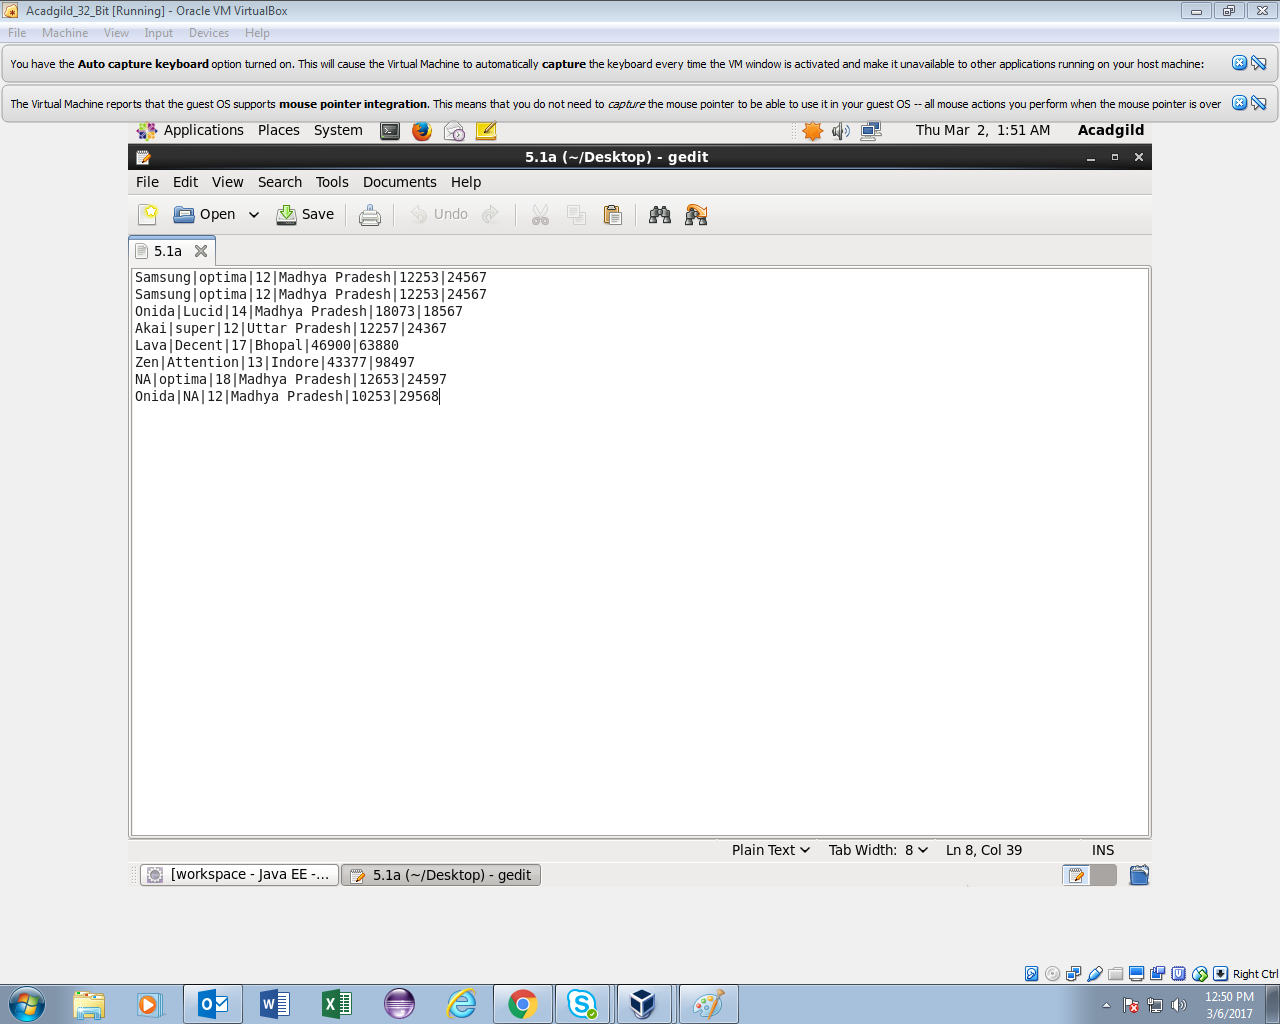 Acadgild_32_Bit [Running] - Oracle VM VirtualBox
File Machine View Input Devices Help
You have the Auto capture keyboard option turned on. This will cause the Virtual Machine to automatically capture the keyboard every time the VM window is activated and make it unavailable to other applications running on your host machine:
The Virtual Machine reports that the guest OS supports mouse pointer integration. This means that you do not need to capture the mouse pointer to be able to use it in your guest OS -- all mouse actions you perform when the mouse pointer is over
Applications Places System Thu Mar 2, 1:51 AM Acadgild
5.1a (~/Desktop) - gedit
File Edit View Search Tools Documents Help
Open Save Undo
5.1a
Samsung|optima|12|Madhya Pradesh|12253|24567
Samsung|optima|12|Madhya Pradesh|12253|24567
Onida|Lucid|14|Madhya Pradesh|18073|18567
Akai|super|12|Uttar Pradesh|12257|24367
Lava|Decent|17|Bhopal|46900|63880
Zen|Attention|13|Indore|43377|98497
NA|optima|18|Madhya Pradesh|12653|24597
Onida|NA|12|Madhya Pradesh|10253|29568
Plain Text Tab Width: 8 Ln 8, Col 39 INS
[workspace - Java EE -... 5.1a (~/Desktop) - gedit
Right Ctrl
12:50 PM
3/6/2017